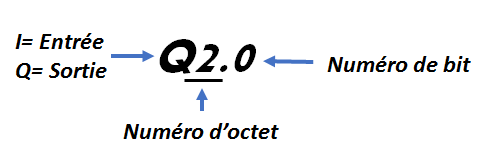 I= Entrée
Q= Sortie
Q2.0
Numéro de bit
Numéro d'octet